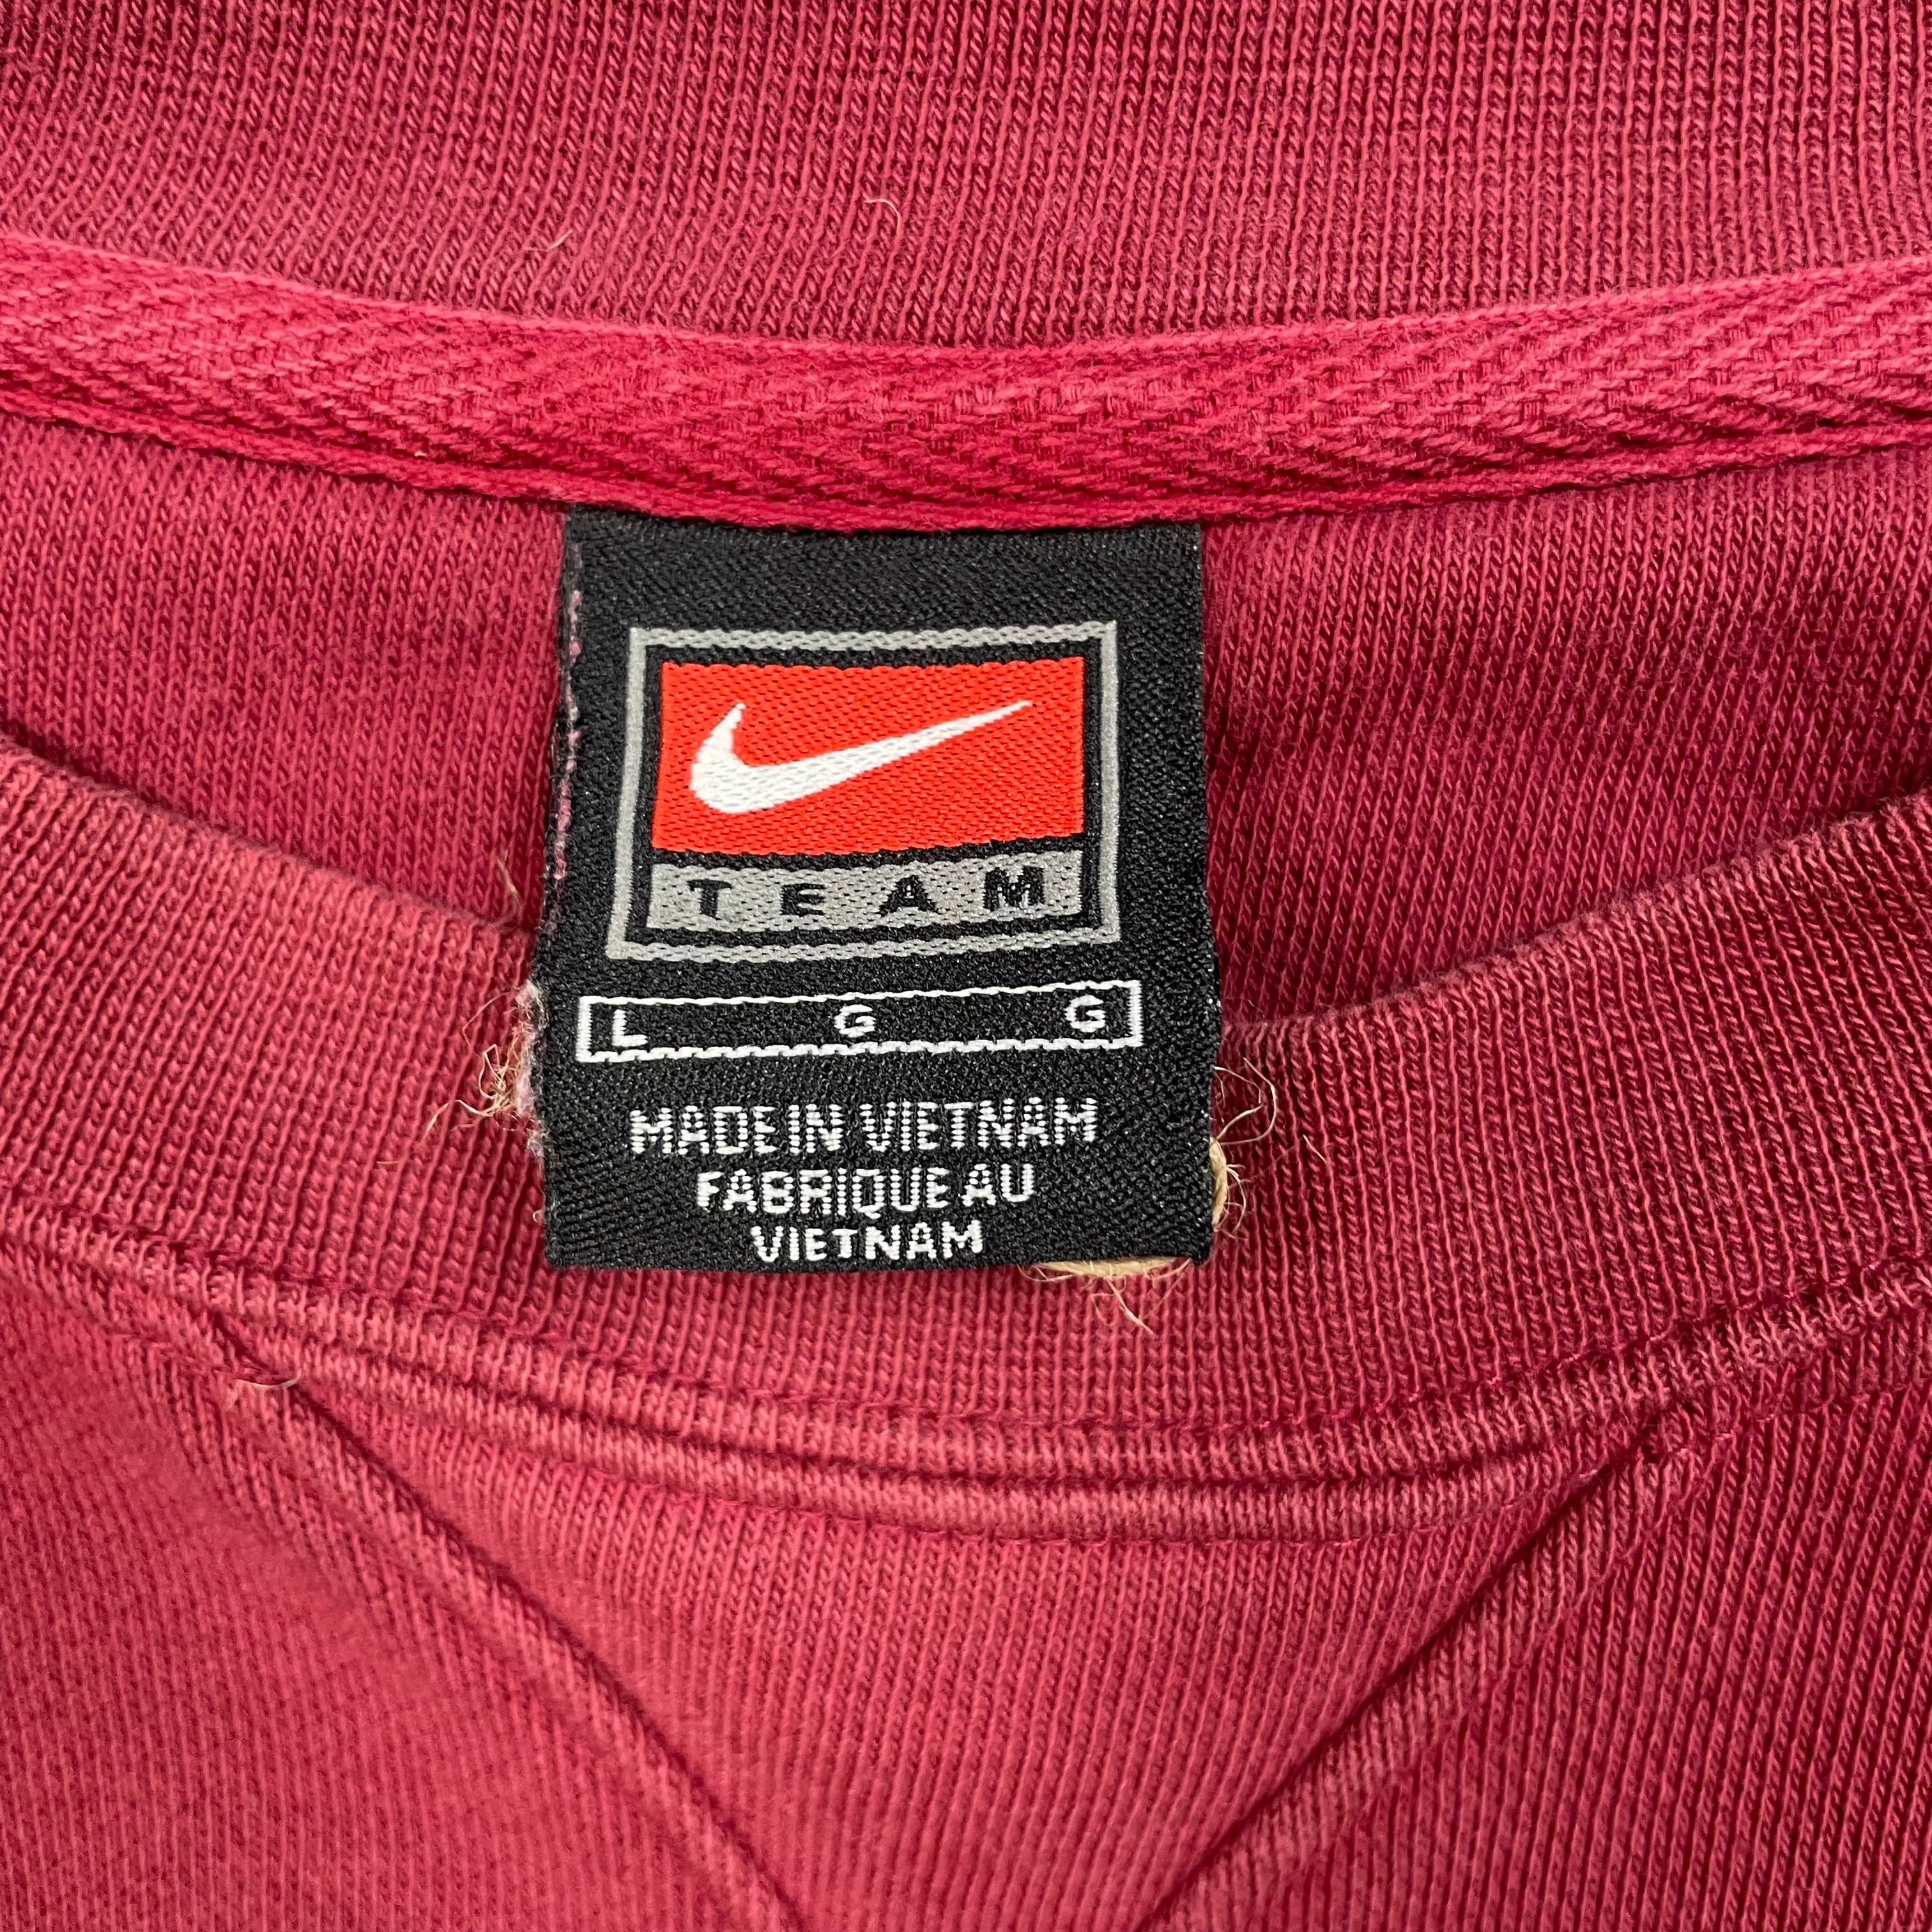 TEAM
L G G
MADE IN VIETNAM
FABRIQUE AU
VIETNAM